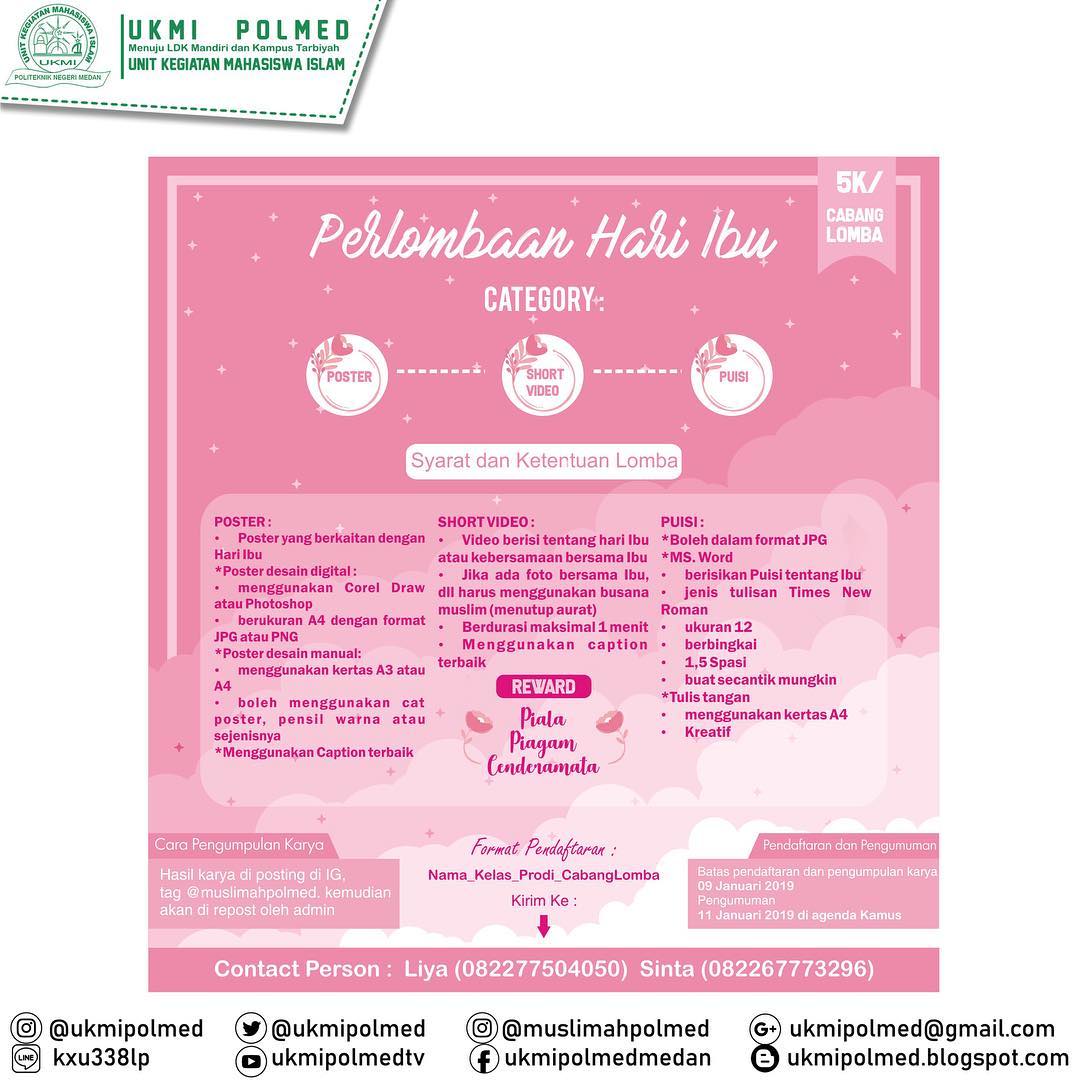 UNIT KEGIATAN MAHASISWA ISLAM
UKMI
POLITEKNIK NEGERI MEDAN
UKMI POLMED
Menuju LDK Mandiri dan Kampus Tarbiyah
UNIT KEGIATAN MAHASISWA ISLAM
5K/
CABANG
LOMBA
Perlombaan Hari Ibu
CATEGORY:
POSTER
SHORT
VIDEO
PUISI
Syarat dan Ketentuan Lomba
POSTER :
• Poster yang berkaitan dengan
Hari Ibu
*Poster desain digital :
• menggunakan Corel Draw
atau Photoshop
• berukuran A4 dengan format
JPG atau PNG
*Poster desain manual:
• menggunakan kertas A3 atau
A4
• boleh menggunakan cat
poster, pensil warna atau
sejenisnya
*Menggunakan Caption terbaik
SHORT VIDEO :
• Video berisi tentang hari Ibu
atau kebersamaan bersama Ibu
• Jika ada foto bersama Ibu,
dll harus menggunakan busana
muslim (menutup aurat)
• Berdurasi maksimal 1 menit
• Menggunakan caption
terbaik
REWARD
Piala
Piagam
Cenderamata
PUISI :
*Boleh dalam format JPG
*MS. Word
• berisikan Puisi tentang Ibu
• jenis tulisan Times New
Roman
• ukuran 12
• berbingkai
• 1,5 Spasi
• buat secantik mungkin
*Tulis tangan
• menggunakan kertas A4
• Kreatif
Cara Pengumpulan Karya
Hasil karya di posting di IG,
tag @muslimahpolmed. kemudian
akan di repost oleh admin
Format Pendaftaran :
Nama_Kelas_Prodi_CabangLomba
Kirim Ke :
Pendaftaran dan Pengumuman
Batas pendaftaran dan pengumpulan karya
09 Januari 2019
Pengumuman
11 Januari 2019 di agenda Kamus
Contact Person : Liya (082277504050) Sinta (082267773296)
@ukmipolmed @ukmipolmed @muslimahpolmed G+ ukmipolmed@gmail.com
LINE kxu338lp ukmipolmedtv ukmipolmedmedan ukmipolmed.blogspot.com